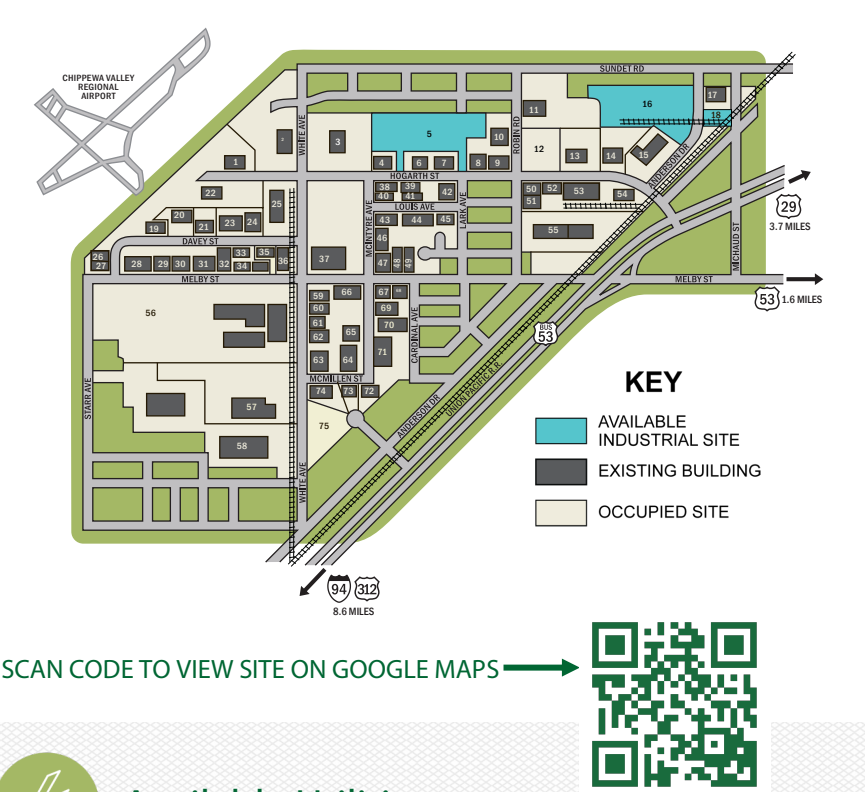 CHIPPEWA VALLEY
REGIONAL
AIRPORT
SUNDET RD
WHITE AVE
ROBIN RD
ANDERSON DR
HOGARTH ST
LOUIS AVE
LARK AVE
MCINTYRE AVE
DAVEY ST
MELBY ST
MELBY ST
MICHAUD ST
CARDINAL AVE
MCMILLEN ST
STARR AVE
WHITE AVE
ANDERSON DR
UNION PACIFIC R.R.
1
2
3
4
5
6
7
8
9
10
11
12
13
14
15
16
17
18
19
20
21
22
23
24
25
26
27
28
29
30
31
32
33
34
35
36
37
38
39
40
41
42
43
44
45
46
47
48
49
50
51
52
53
54
55
56
57
58
59
60
61
62
63
64
65
66
67
68
69
70
71
72
73
74
75
29
3.7 MILES
53
1.6 MILES
BUS
53
94
312
8.6 MILES
KEY
AVAILABLE
INDUSTRIAL SITE
EXISTING BUILDING
OCCUPIED SITE
SCAN CODE TO VIEW SITE ON GOOGLE MAPS